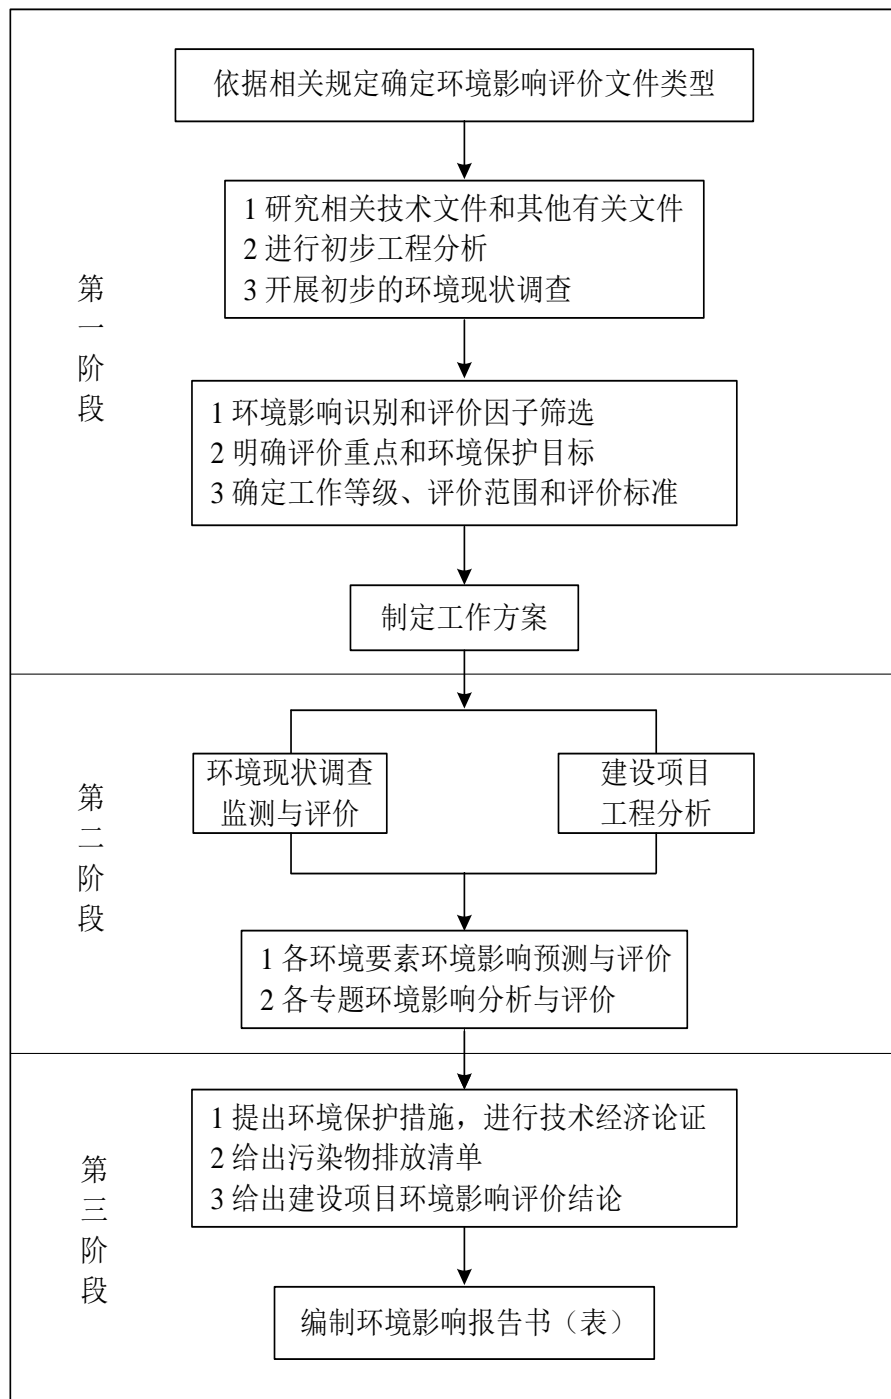 依据相关规定确定环境影响评价文件类型
1 研究相关技术文件和其他有关文件
2 进行初步工程分析
3 开展初步的环境现状调查
第一阶段
1 环境影响识别和评价因子筛选
2 明确评价重点和环境保护目标
3 确定工作等级、评价范围和评价标准
制定工作方案
第二阶段
环境现状调查
监测与评价
建设项目
工程分析
1 各环境要素环境影响预测与评价
2 各专题环境影响分析与评价
第三阶段
1 提出环境保护措施，进行技术经济论证
2 给出污染物排放清单
3 给出建设项目环境影响评价结论
编制环境影响报告书（表）